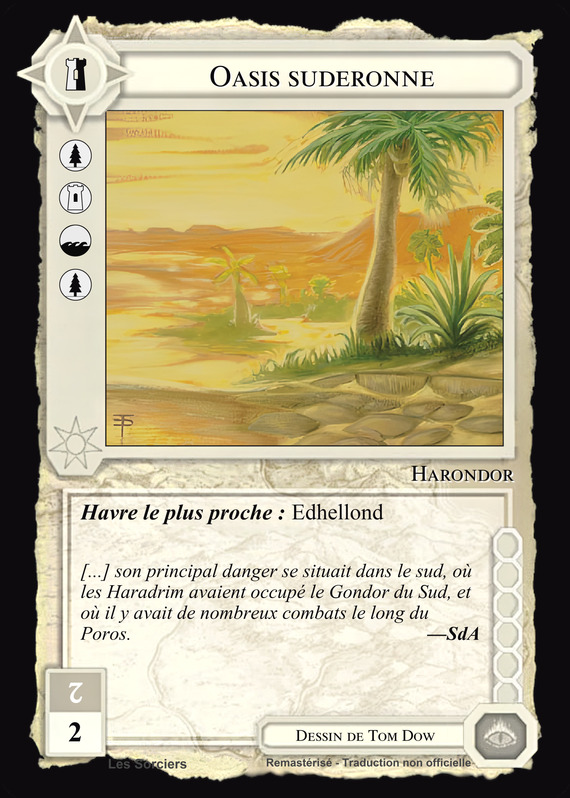 Oasis suderonne
Harondor
Havre le plus proche : Edhellond
[...] son principal danger se situait dans le sud, où
les Haradrim avaient occupé le Gondor du Sud, et
où il y avait de nombreux combats le long du
Poros. —SdA
2
2
Dessin de Tom Dow
Les Sorciers
Remastérisé - Traduction non officielle